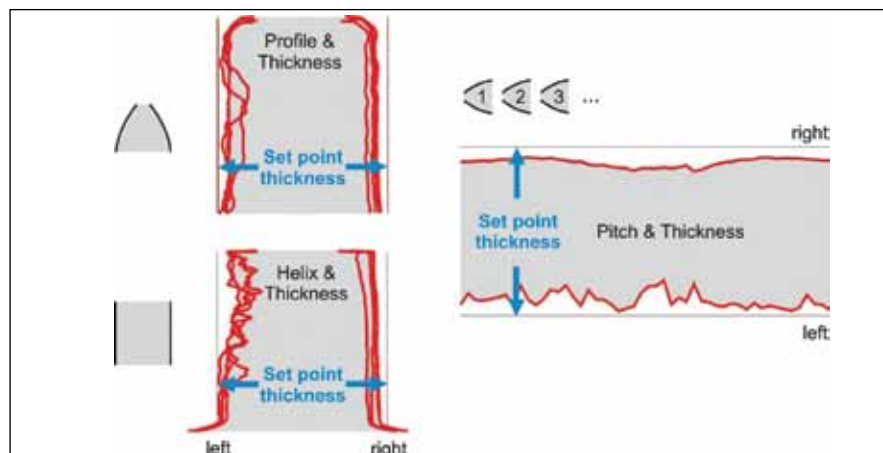 Profile &
Thickness
Set point
thickness
Helix &
Thickness
Set point
thickness
left
right
1 2 3 ...
right
Set point
thickness
Pitch & Thickness
left